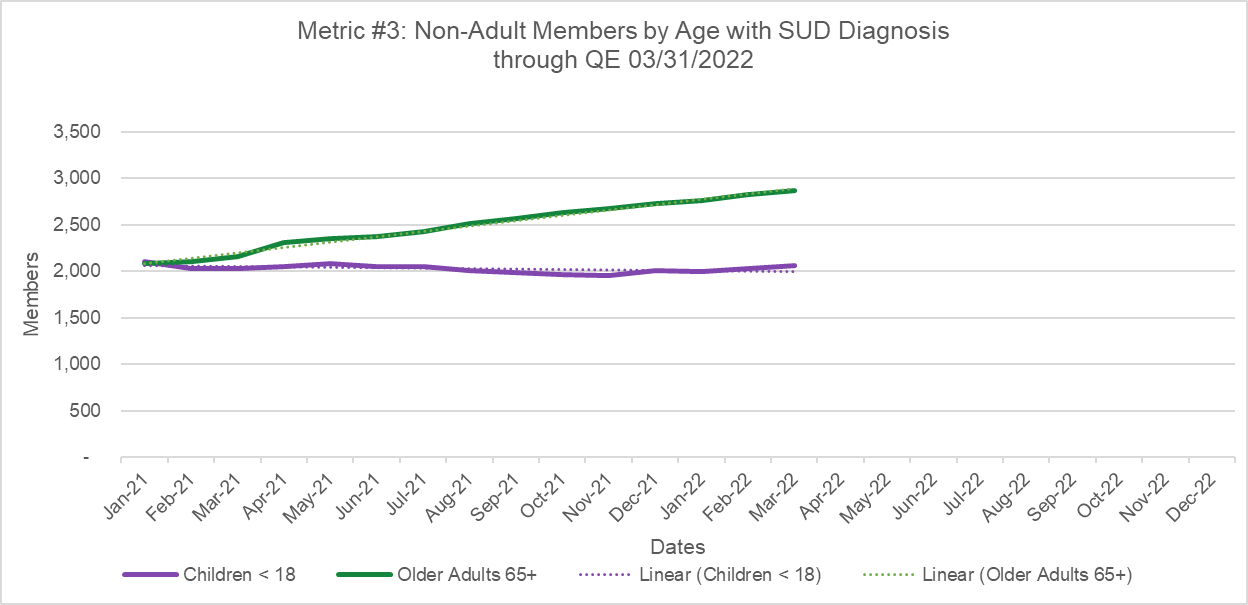 Metric #3: Non-Adult Members by Age with SUD Diagnosis
through QE 03/31/2022
3,500
3,000
2,500
2,000
1,500
1,000
500
-
Members
Jan-21
Feb-21
Mar-21
Apr-21
May-21
Jun-21
Jul-21
Aug-21
Sep-21
Oct-21
Nov-21
Dec-21
Jan-22
Feb-22
Mar-22
Apr-22
May-22
Jun-22
Jul-22
Aug-22
Sep-22
Oct-22
Nov-22
Dec-22
Dates
Children < 18 Older Adults 65+ Linear (Children < 18) Linear (Older Adults 65+)